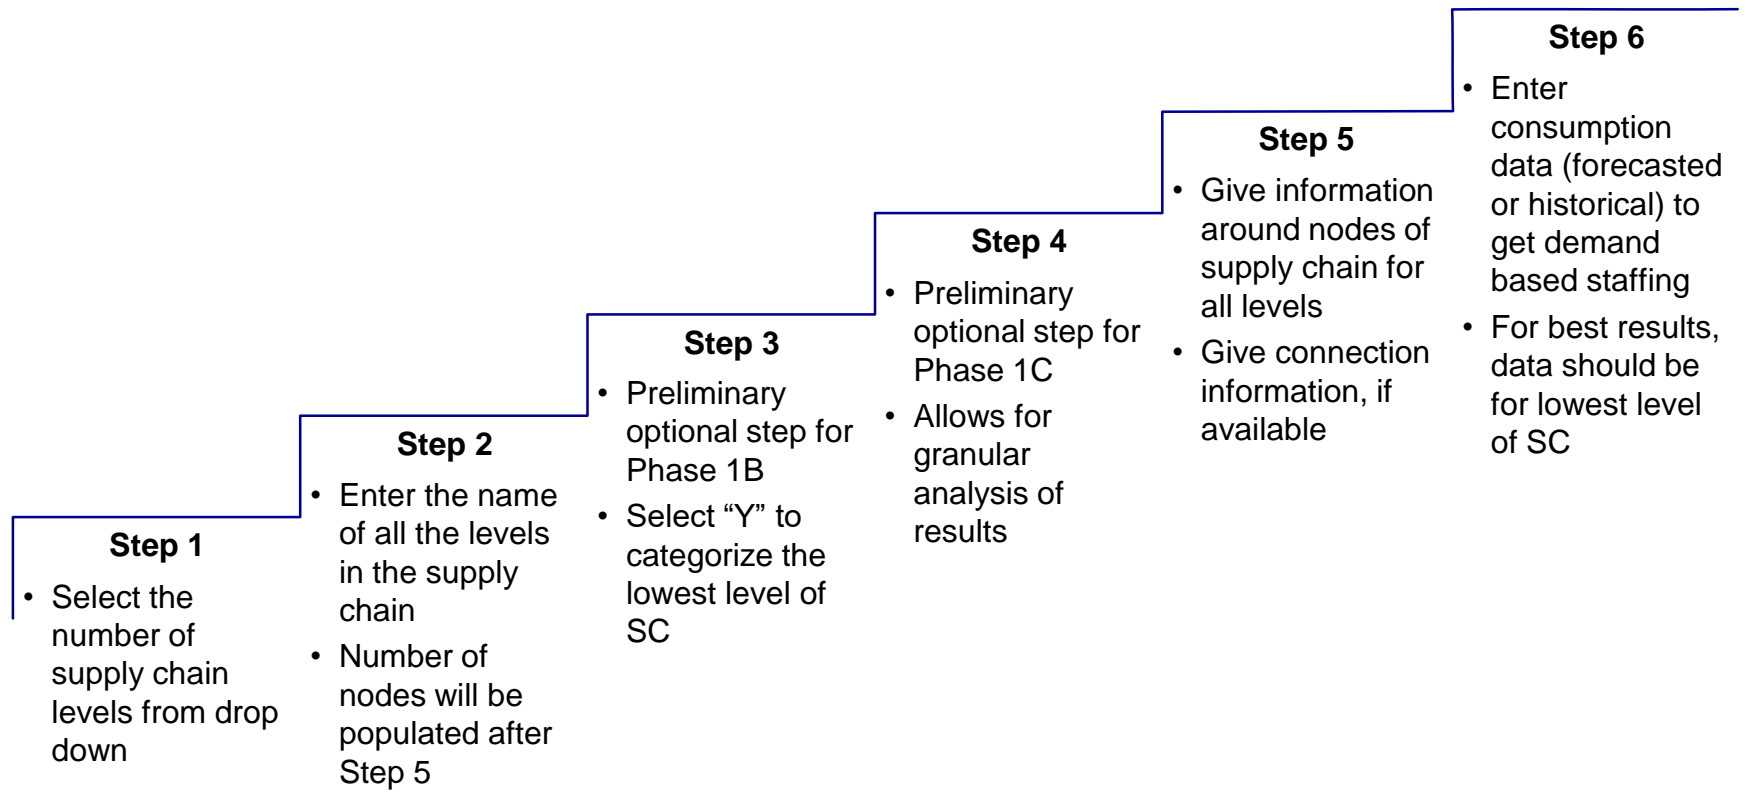 Step 1
• Select the
number of
supply chain
levels from drop
down
Step 2
• Enter the name
of all the levels
in the supply
chain
• Number of
nodes will be
populated after
Step 5
Step 3
• Preliminary
optional step for
Phase 1B
• Select “Y” to
categorize the
lowest level of
SC
Step 4
• Preliminary
optional step for
Phase 1C
• Allows for
granular
analysis of
results
Step 5
• Give information
around nodes of
supply chain for
all levels
• Give connection
information, if
available
Step 6
• Enter
consumption
data (forecasted
or historical) to
get demand
based staffing
• For best results,
data should be
for lowest level
of SC